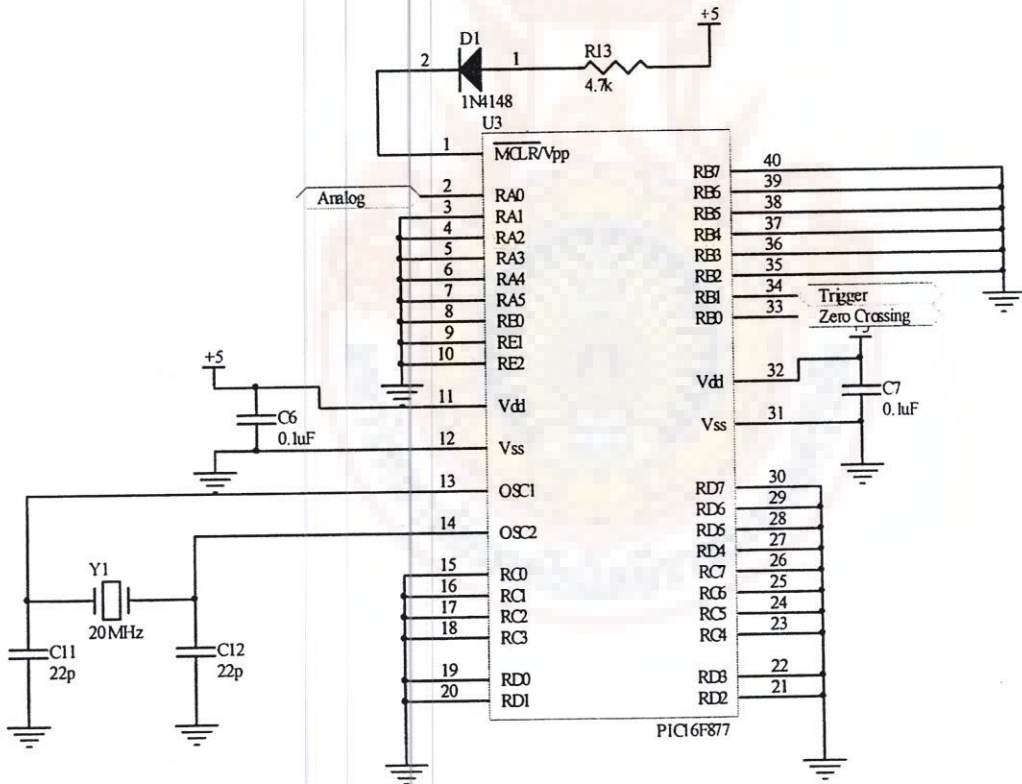 +5
D1
2
1
R13
4.7k
1N4148
U3
1
MCLR/Vpp
Analog
2
RA0
3
RA1
4
RA2
5
RA3
6
RA4
7
RA5
8
RE0
9
RE1
10
RE2
+5
11
Vdd
C6
0.1uF
12
Vss
13
OSC1
14
OSC2
Y1
20MHz
C11
22p
C12
22p
15
RC0
16
RC1
17
RC2
18
RC3
19
RD0
20
RD1
RB7
40
RB6
39
RB5
38
RB4
37
RB3
36
RB2
35
RB1
34
Trigger
RB0
33
Zero Crossing
Vdd
32
C7
0.1uF
Vss
31
RD7
30
RD6
29
RD5
28
RD4
27
RC7
26
RC6
25
RC5
24
RC4
23
RD3
22
RD2
21
PIC16F877